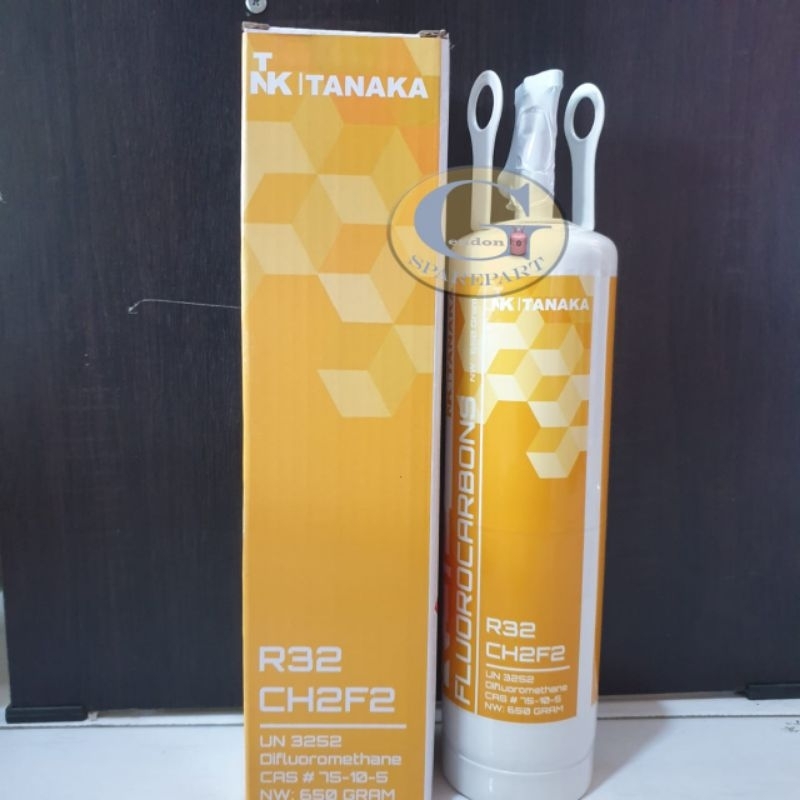 TNK | TANAKA
R32
CH2F2
UN 3252
Difluoromethane
CAS # 75-10-5
NW: 650 GRAM
Gendon
SPAREPART
TNK | TANAKA
FLUOROCARBONS
R32
CH2F2
UN 3252
Difluoromethane
CAS # 75-10-5
NW: 650 GRAM